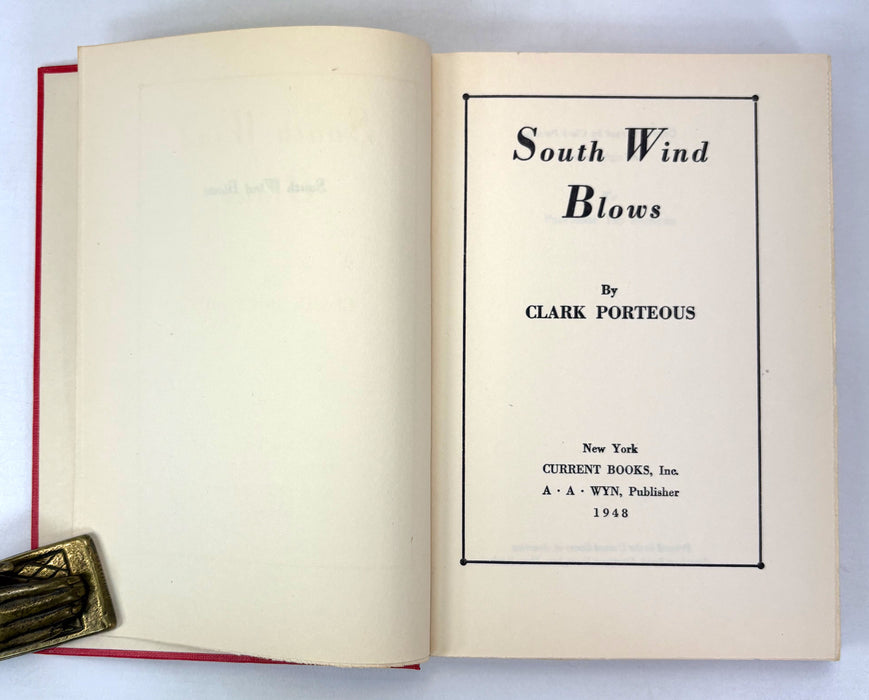 South Wind
Blows
By
CLARK PORTEOUS
New York
CURRENT BOOKS, Inc.
A · A · WYN, Publisher
1948